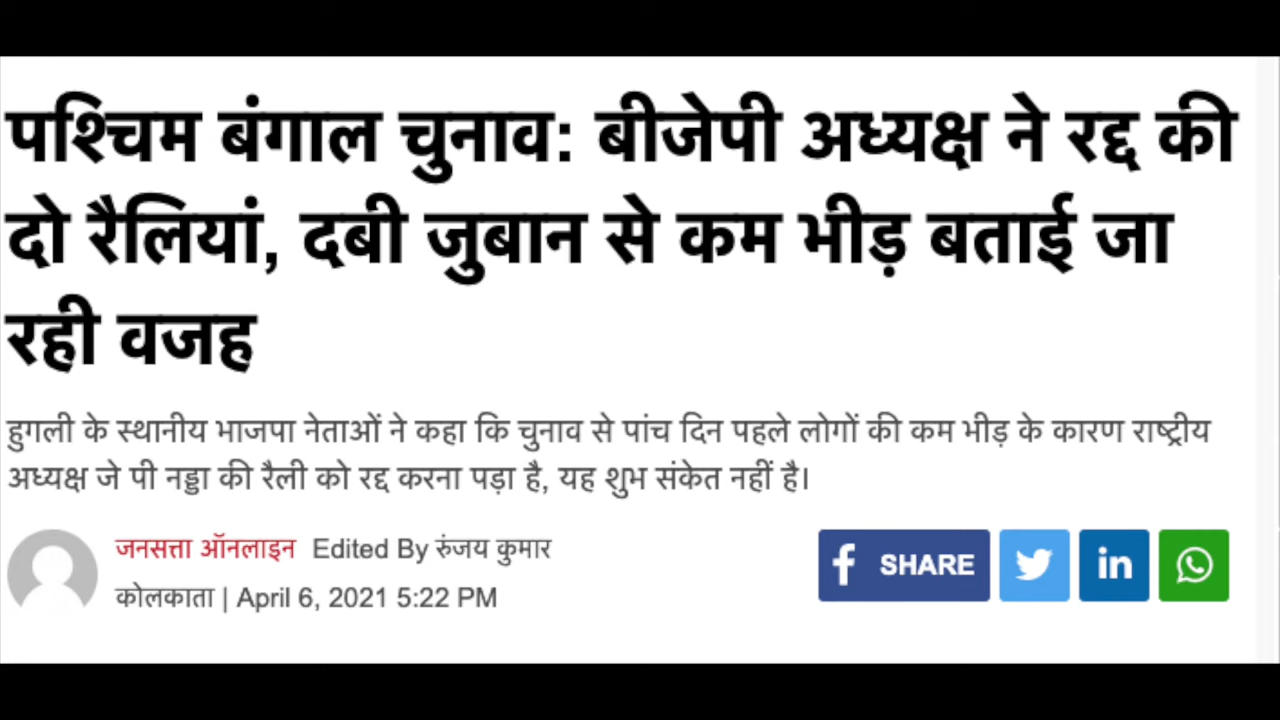 पश्चिम बंगाल चुनाव: बीजेपी अध्यक्ष ने रद्द की
दो रैलियां, दबी जुबान से कम भीड़ बताई जा
रही वजह
हुगली के स्थानीय भाजपा नेताओं ने कहा कि चुनाव से पांच दिन पहले लोगों की कम भीड़ के कारण राष्ट्रीय
अध्यक्ष जे पी नड्डा की रैली को रद्द करना पड़ा है, यह शुभ संकेत नहीं है।
जनसत्ता ऑनलाइन Edited By रुंजय कुमार
कोलकाता | April 6, 2021 5:22 PM
f SHARE in